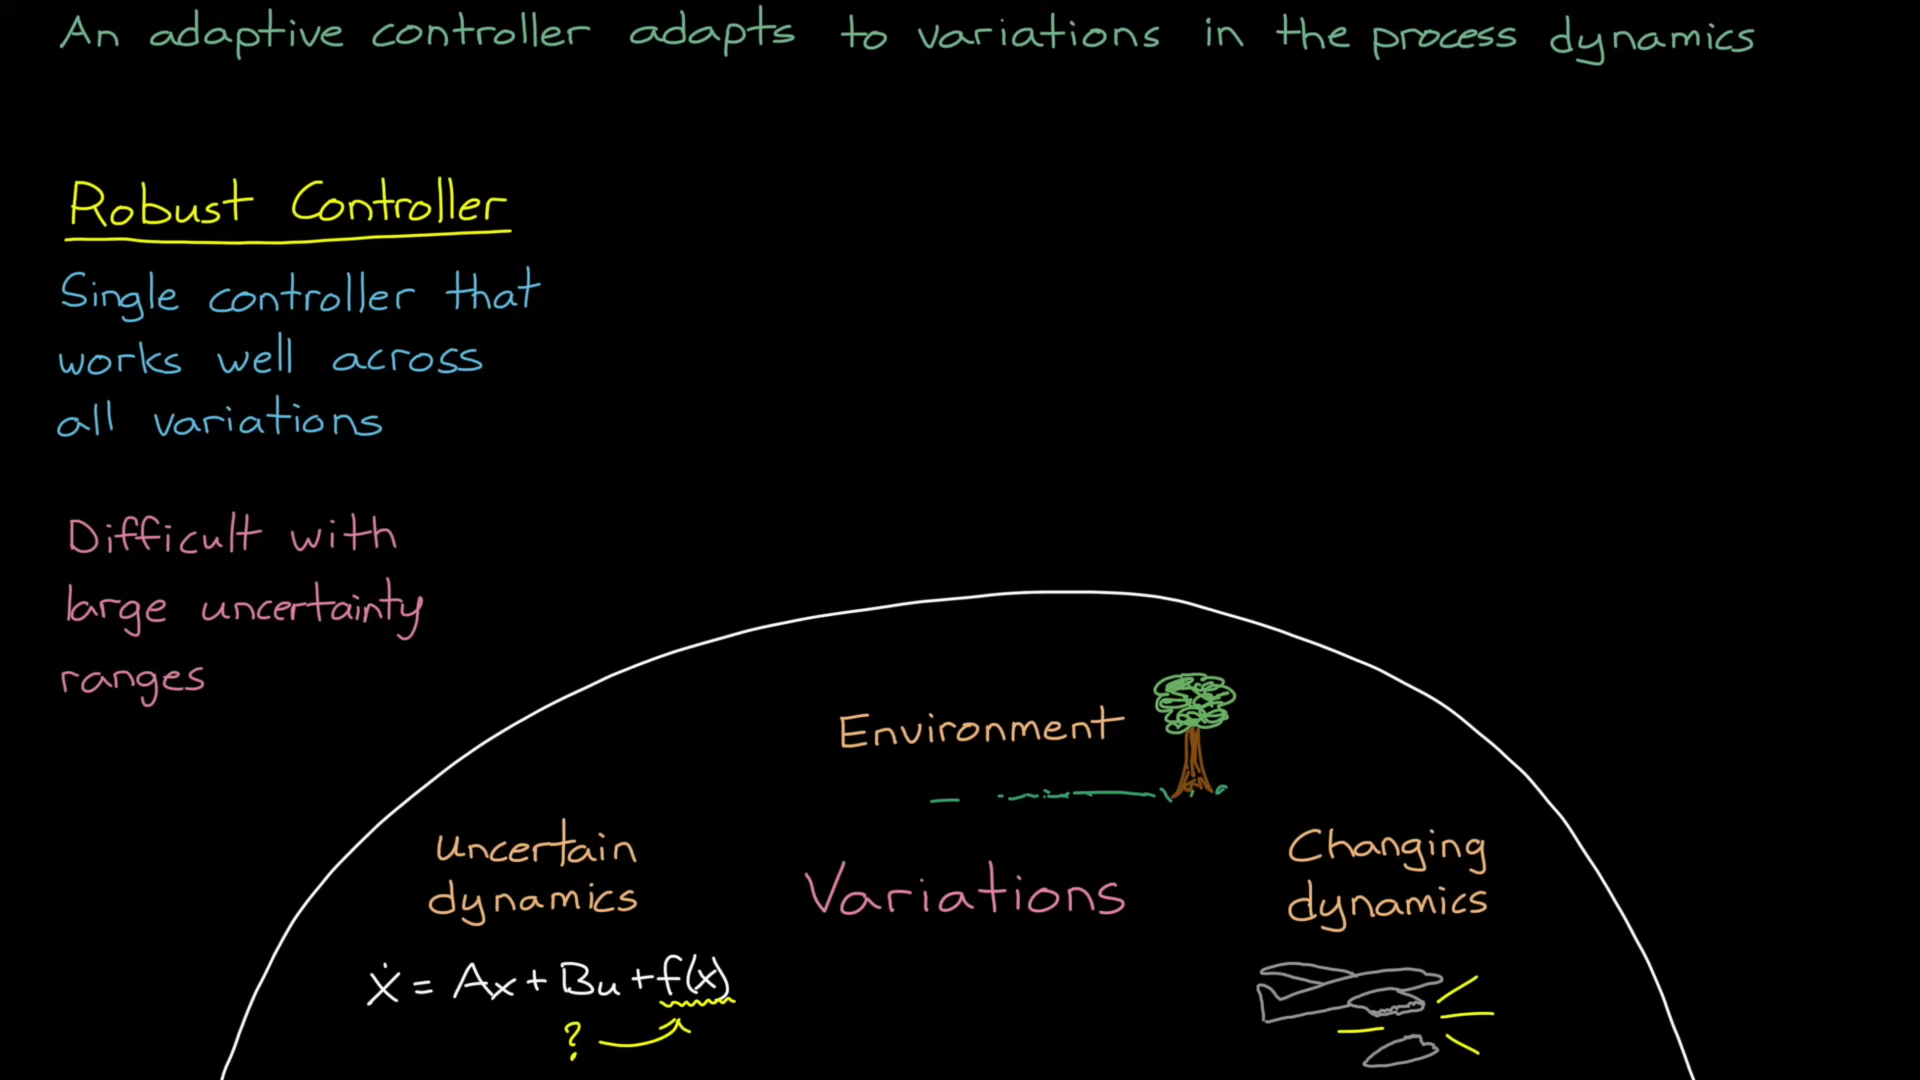 An adaptive controller adapts to variations in the process dynamics
Robust Controller
Single controller that
works well across
all variations
Difficult with
large uncertainty
ranges
Environment
Uncertain
dynamics
Variations
Changing
dynamics
ẋ = Ax + Bu + f(x)
?